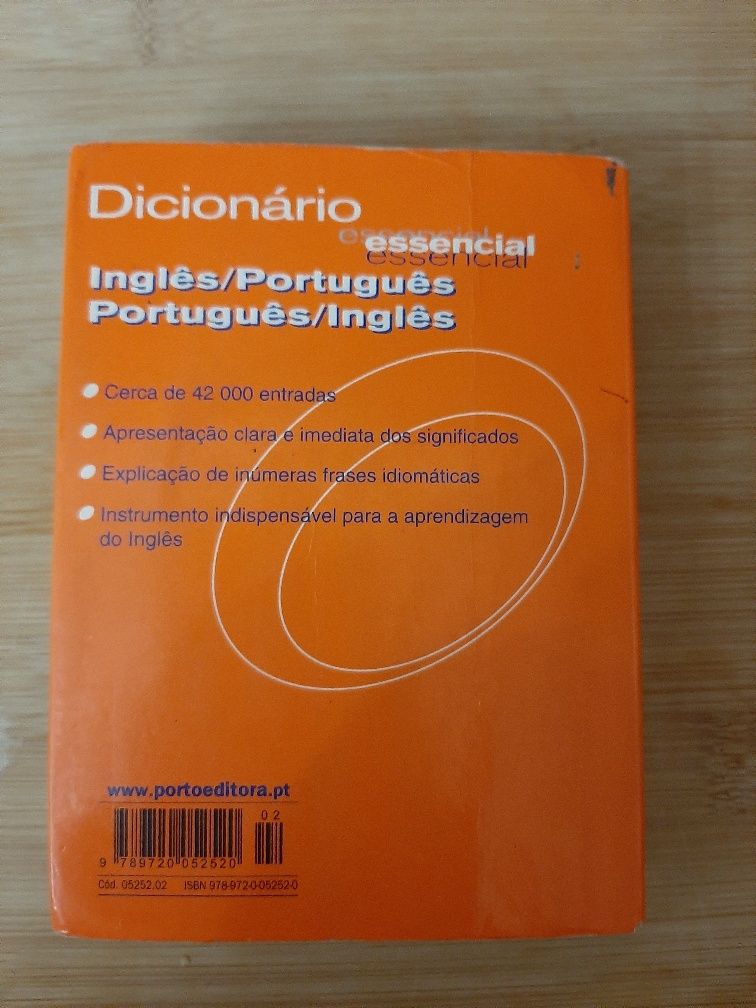 Dicionário
essencial
essencial
essencial
Inglês/Português
Português/Inglês
Cerca de 42 000 entradas
Apresentação clara e imediata dos significados
Explicação de inúmeras frases idiomáticas
Instrumento indispensável para a aprendizagem
do Inglês
www.portoeditora.pt
02
9 789720 052520
Cód. 05252.02 ISBN 978-972-0-05252-0